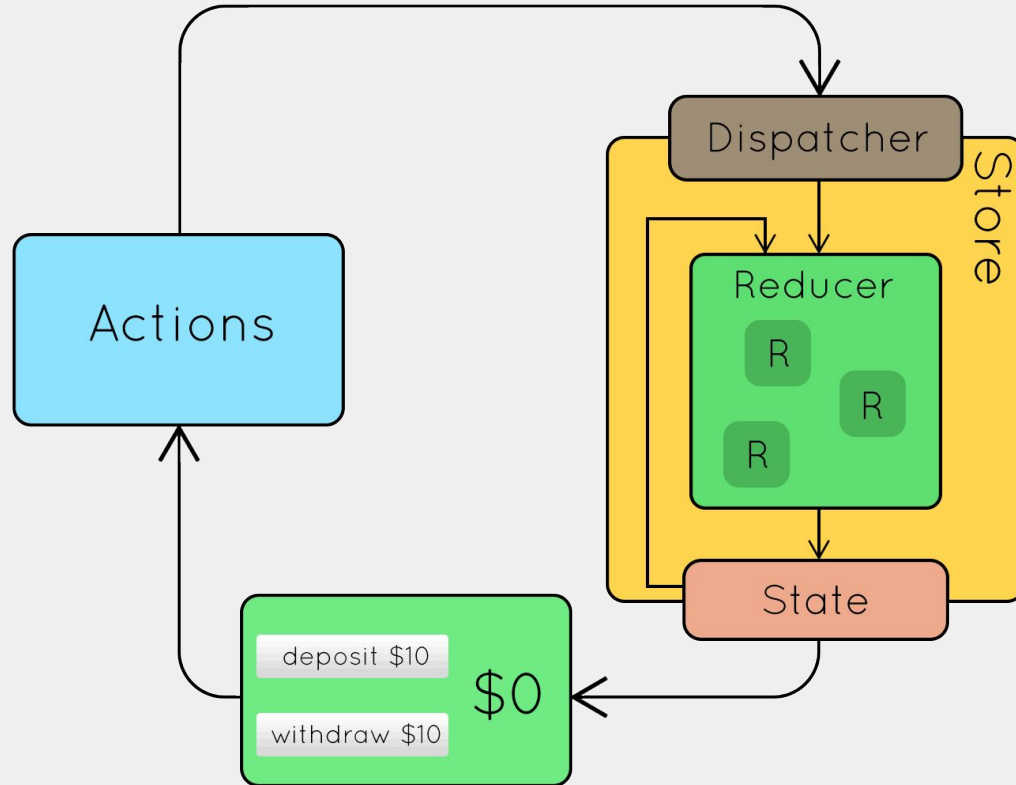 Dispatcher
Store
Actions
Reducer
R
R
R
State
deposit $10
$0
withdraw $10